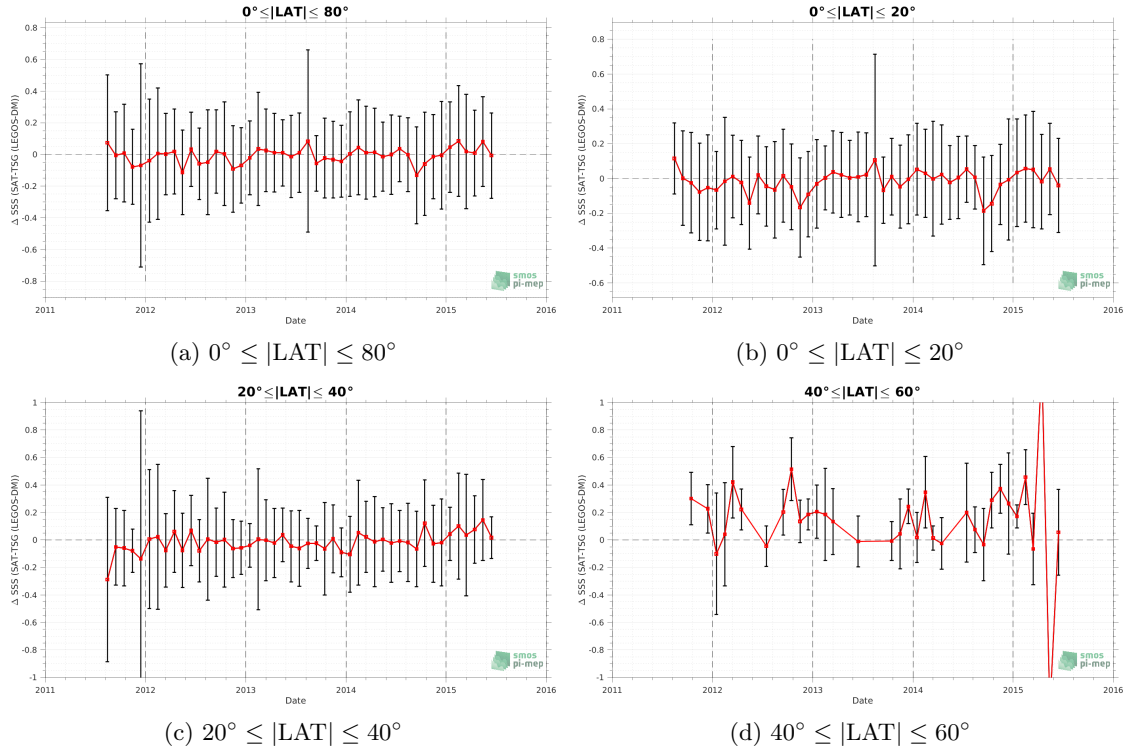 0°≤|LAT|≤ 80°
Δ SSS (SAT-TSG (LEGOS-DM))
0.8
0.6
0.4
0.2
0
-0.2
-0.4
-0.6
-0.8
2011
2012
2013
2014
2015
2016
Date
smos
pi-mep
(a) 0° ≤ |LAT| ≤ 80°
0°≤|LAT|≤ 20°
Δ SSS (SAT-TSG (LEGOS-DM))
0.8
0.6
0.4
0.2
0
-0.2
-0.4
-0.6
2011
2012
2013
2014
2015
2016
Date
smos
pi-mep
(b) 0° ≤ |LAT| ≤ 20°
20°≤|LAT|≤ 40°
Δ SSS (SAT-TSG (LEGOS-DM))
1
0.8
0.6
0.4
0.2
0
-0.2
-0.4
-0.6
-0.8
-1
2011
2012
2013
2014
2015
2016
Date
smos
pi-mep
(c) 20° ≤ |LAT| ≤ 40°
40°≤|LAT|≤ 60°
Δ SSS (SAT-TSG (LEGOS-DM))
1
0.8
0.6
0.4
0.2
0
-0.2
-0.4
-0.6
-0.8
-1
2011
2012
2013
2014
2015
2016
Date
smos
pi-mep
(d) 40° ≤ |LAT| ≤ 60°